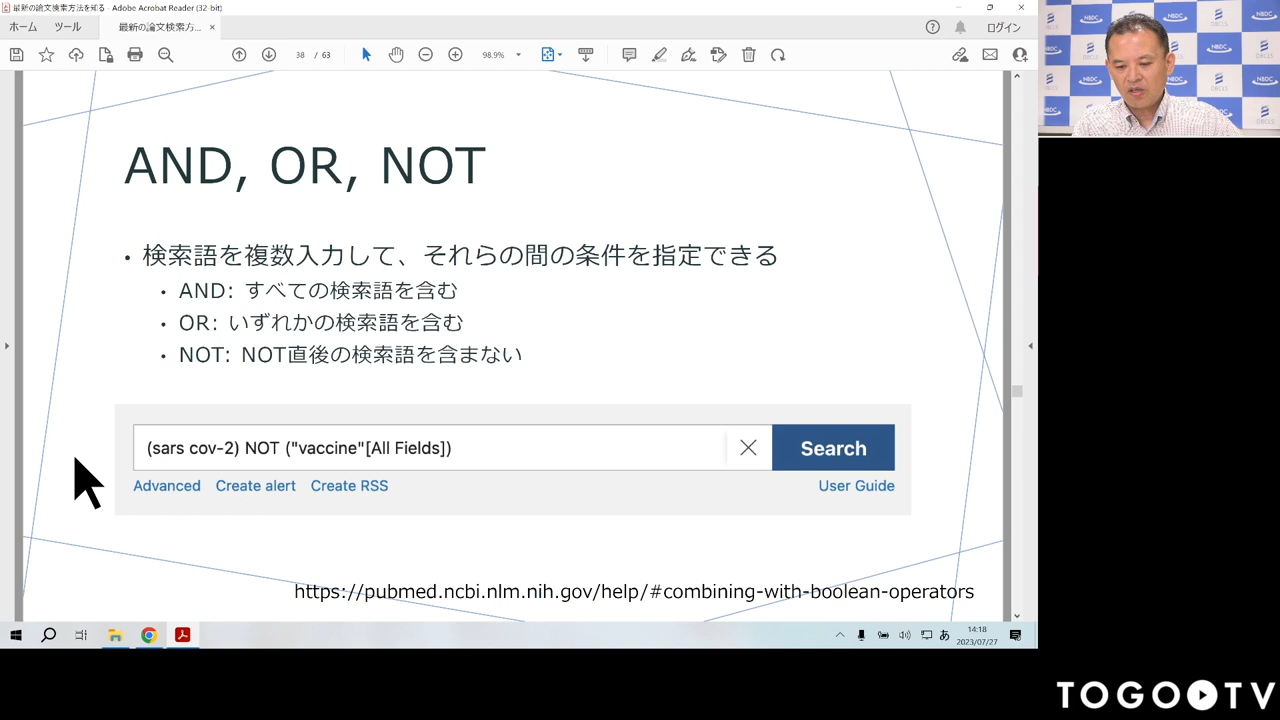 最新の論文検索方法を知る - Adobe Acrobat Reader (32-bit)
ホーム ツール 最新の論文検索方... × ログイン
38 / 63 98.9%
AND, OR, NOT
• 検索語を複数入力して、それらの間の条件を指定できる
• AND: すべての検索語を含む
• OR: いずれかの検索語を含む
• NOT: NOT直後の検索語を含まない
(sars cov-2) NOT ("vaccine"[All Fields])
Search
Advanced Create alert Create RSS User Guide
https://pubmed.ncbi.nlm.nih.gov/help/#combining-with-boolean-operators
あ
14:18
2023/07/27
NBDC
DBCLS
TOGO TV